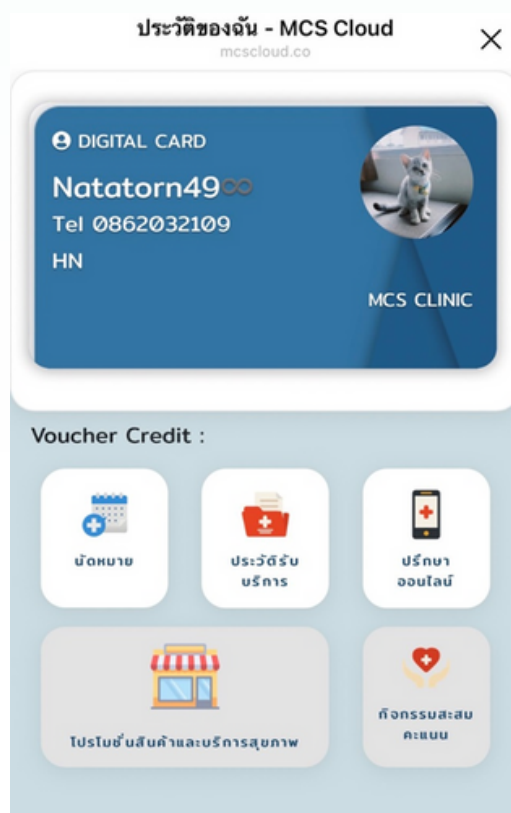 ประวัติของฉัน - MCS Cloud
mcscloud.co
DIGITAL CARD
Natatorn49♾
Tel 0862032109
HN
MCS CLINIC
Voucher Credit :
นัดหมาย
ประวัติรับ
บริการ
ปรึกษา
ออนไลน์
โปรโมชั่นสินค้าและบริการสุขภาพ
กิจกรรมสะสม
คะแนน